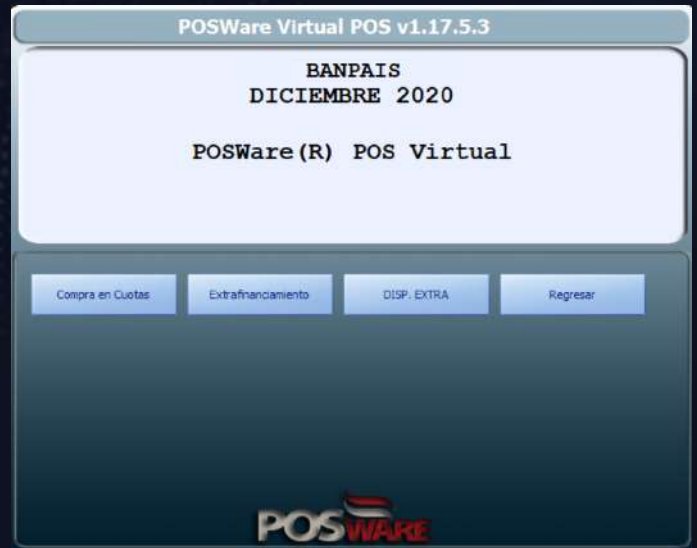 POSWare Virtual POS v1.17.5.3
BANPAIS
DICIEMBRE 2020
POSWare(R) POS Virtual
Compra en Cuotas
Extrafinanciamiento
DISP. EXTRA
Regresar
POSWARE